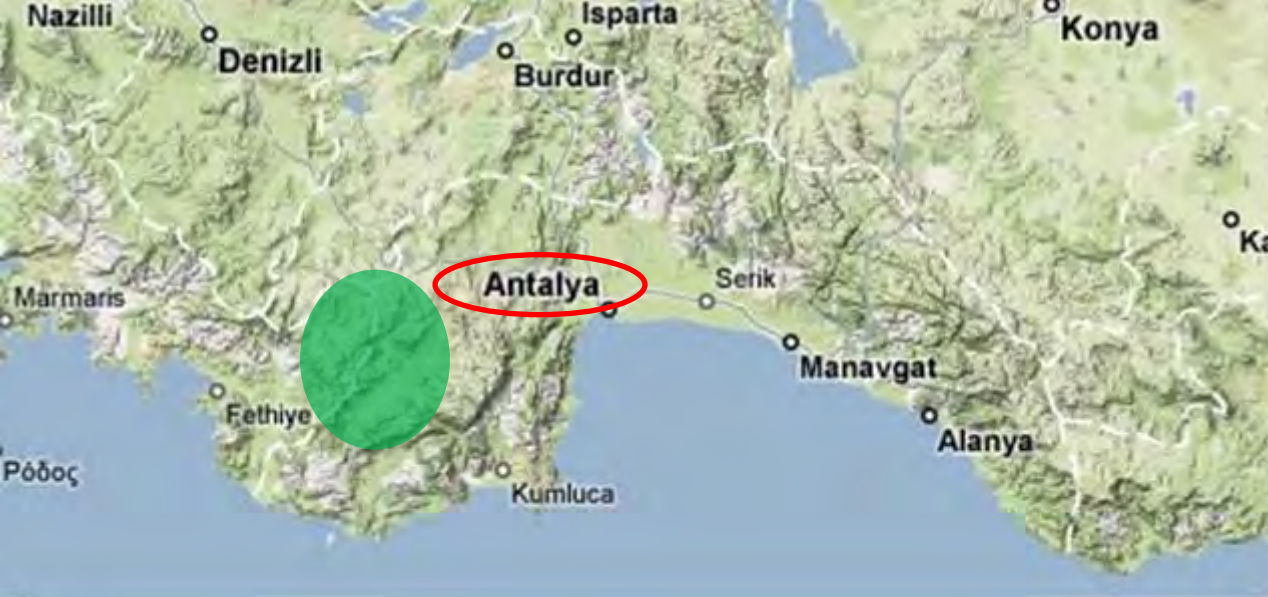 Nazilli
Isparta
Konya
Denizli
Burdur
Antalya
Serik
Marmaris
Manavgat
Fethiye
Alanya
Ρόδος
Kumluca